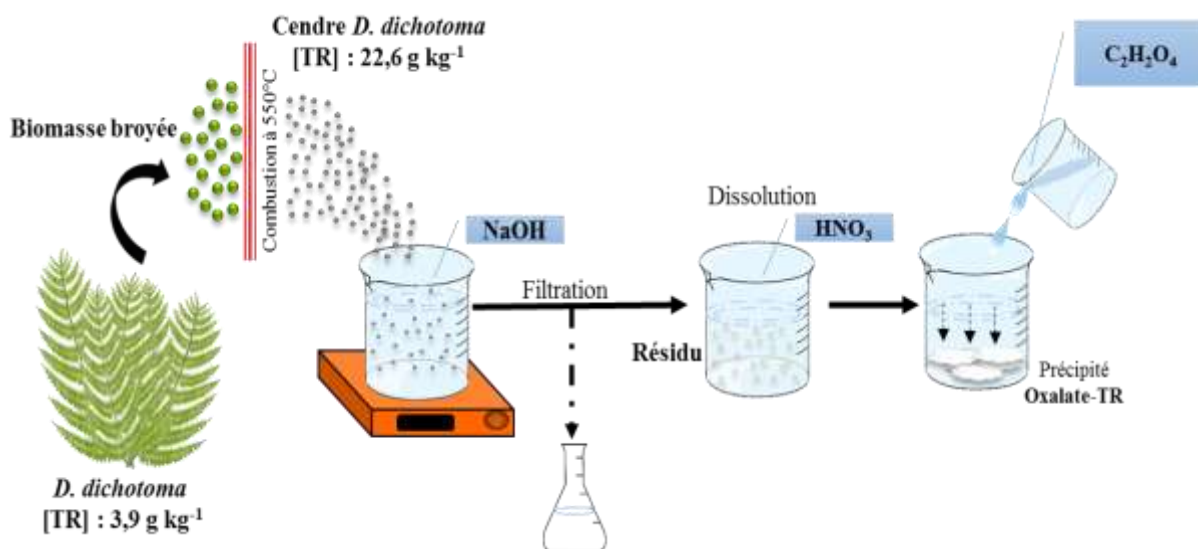 Cendre D. dichotoma
[TR] : 22,6 g kg⁻¹
Biomasse broyée
Combustion à 550°C
D. dichotoma
[TR] : 3,9 g kg⁻¹
NaOH
Filtration
Dissolution
HNO₃
Résidu
C₂H₂O₄
Précipité
Oxalate-TR